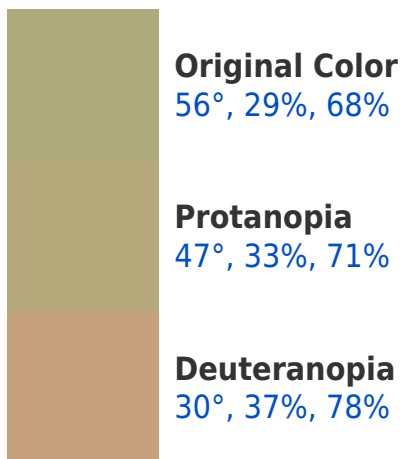 Original Color
56°, 29%, 68%
Protanopia
47°, 33%, 71%
Deuteranopia
30°, 37%, 78%